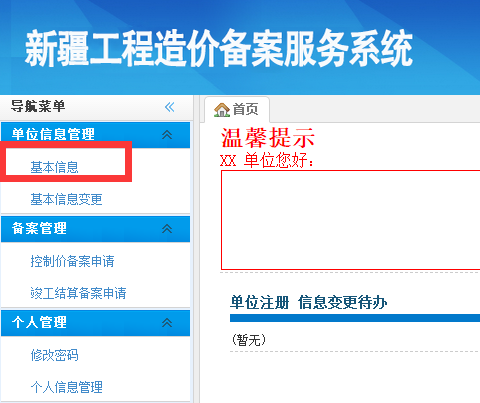 新疆工程造价备案服务系统
导航菜单
首页
单位信息管理
基本信息
基本信息变更
备案管理
控制价备案申请
竣工结算备案申请
个人管理
修改密码
个人信息管理
温馨提示
XX 单位您好：
单位注册 信息变更待办
(暂无)